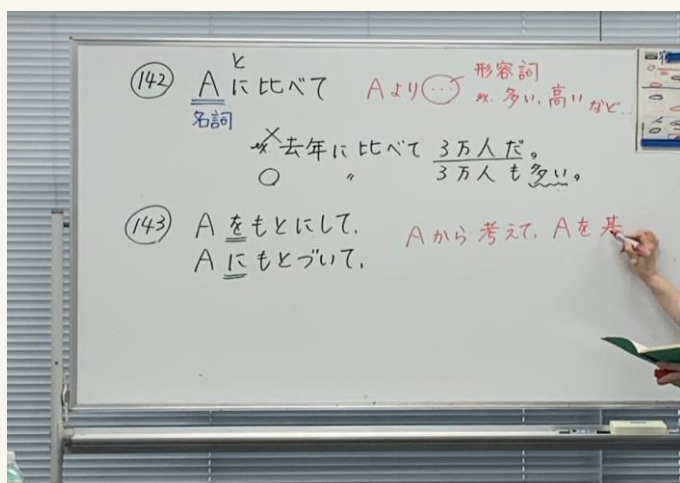 と
142 A に比べて
名詞
Aより …
形容詞
ex. 多い, 高い など…
ex. × 去年に比べて 3万人だ。
○ 〃 3万人も多い。
143 A をもとにして.
A にもとづいて.
Aから考えて. Aを基